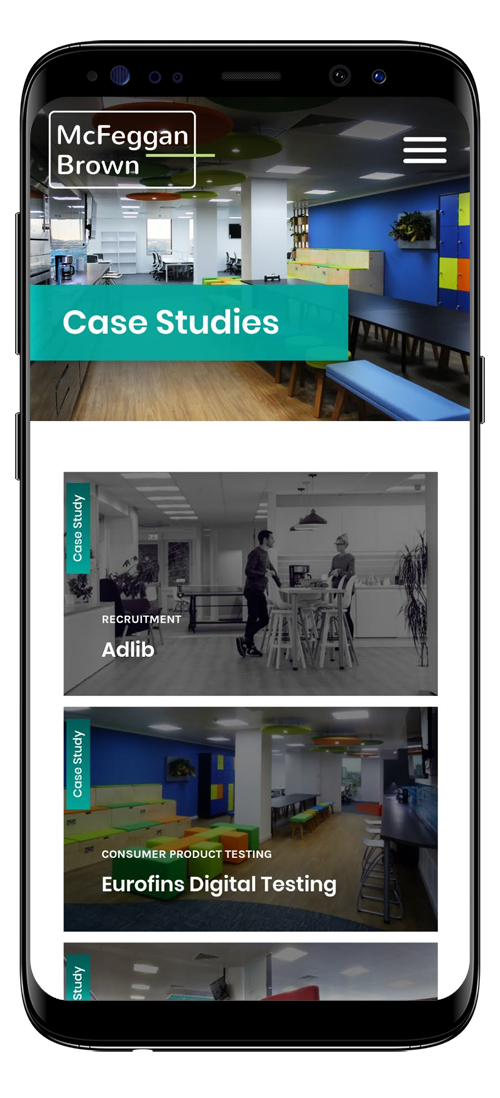 McFeggan
Brown
Case Studies
Case Study
RECRUITMENT
Adlib
Case Study
CONSUMER PRODUCT TESTING
Eurofins Digital Testing
Study